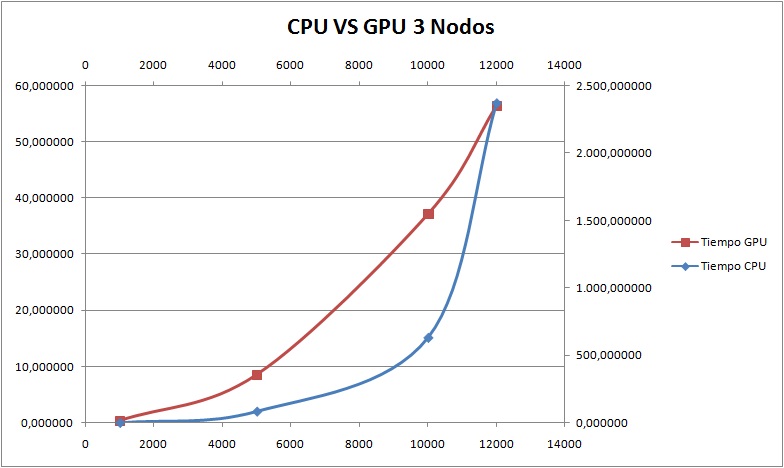 CPU VS GPU 3 Nodos
0 2000 4000 6000 8000 10000 12000 14000
60,000000 2.500,000000
50,000000 2.000,000000
40,000000 1.500,000000
30,000000 1.000,000000
20,000000 500,000000
10,000000 0,000000
0,000000
Tiempo GPU
Tiempo CPU
0 2000 4000 6000 8000 10000 12000 14000